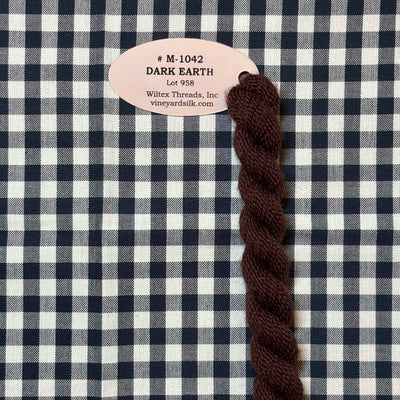 # M-1042
DARK EARTH
Lot 958
Wiltex Threads, Inc
vineyardsilk.com